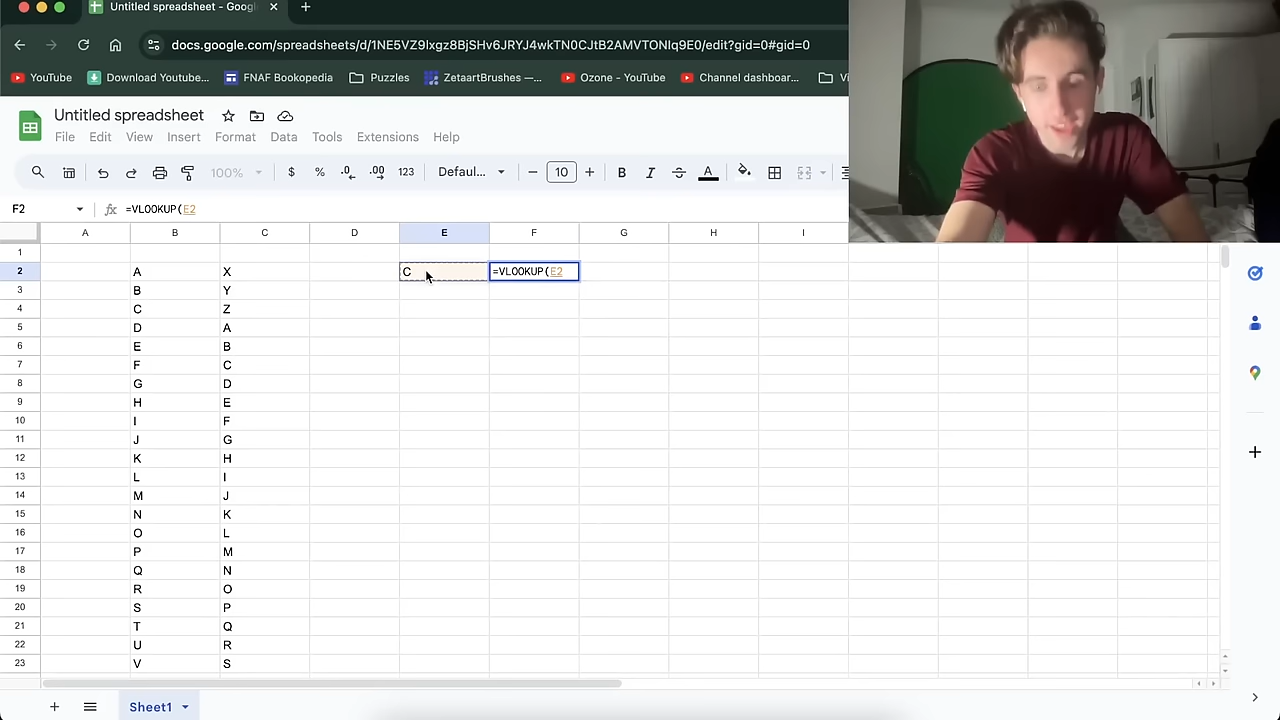 Untitled spreadsheet - Googl
docs.google.com/spreadsheets/d/1NE5VZ9lxgz8BjSHv6JRYJ4wkTN0CJtB2AMVTONIq9E0/edit?gid=0#gid=0
YouTube Download Youtube... FNAF Bookopedia Puzzles ZetaartBrushes —... Ozone - YouTube Channel dashboar... Vi
Untitled spreadsheet
File Edit View Insert Format Data Tools Extensions Help
100% $ % .0 .00 123 Defaul... 10 B I A
F2 fx =VLOOKUP(E2
A B C D E F G H I
1
2 A X C =VLOOKUP(E2
3 B Y
4 C Z
5 D A
6 E B
7 F C
8 G D
9 H E
10 I F
11 J G
12 K H
13 L I
14 M J
15 N K
16 O L
17 P M
18 Q N
19 R O
20 S P
21 T Q
22 U R
23 V S
Sheet1